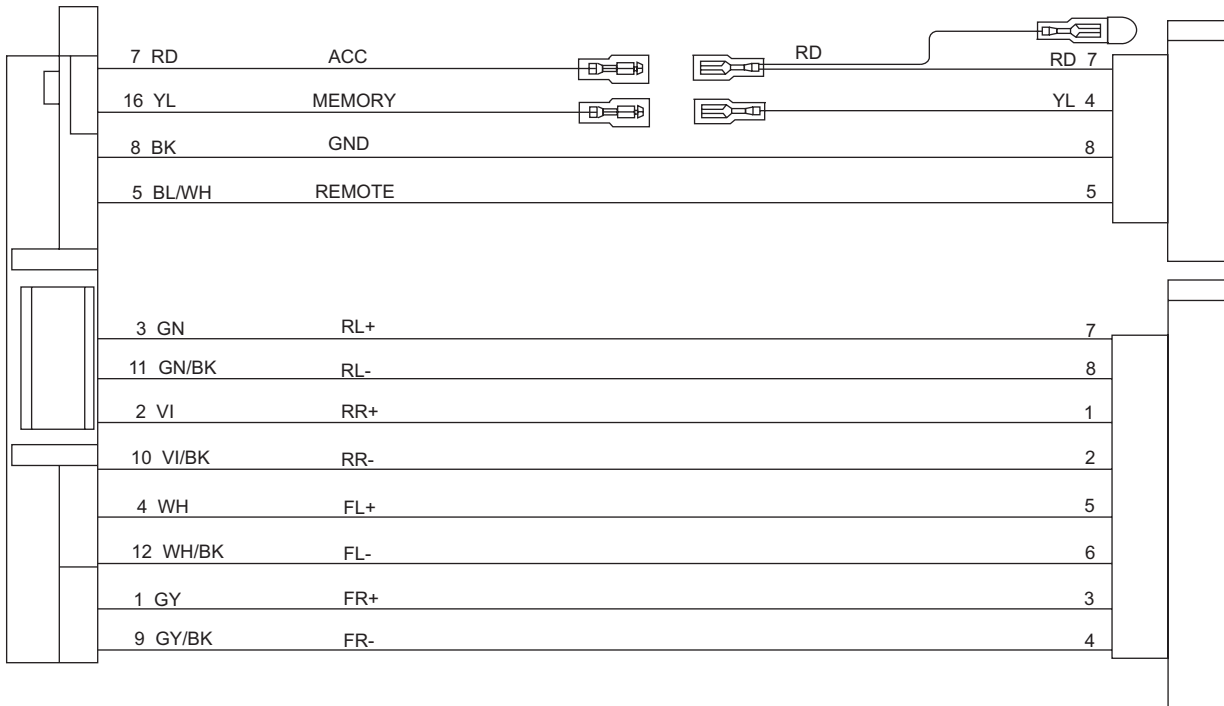 7 RD ACC RD RD 7
16 YL MEMORY YL 4
8 BK GND 8
5 BL/WH REMOTE 5
3 GN RL+ 7
11 GN/BK RL- 8
2 VI RR+ 1
10 VI/BK RR- 2
4 WH FL+ 5
12 WH/BK FL- 6
1 GY FR+ 3
9 GY/BK FR- 4